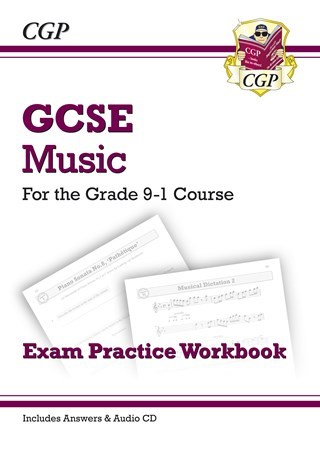 CGP
CGP
CGP
GCSE
Music
For the Grade 9-1 Course
Piano Sonata No.8, 'Pathétique'
Musical Dictation 2
Exam Practice Workbook
Includes Answers & Audio CD